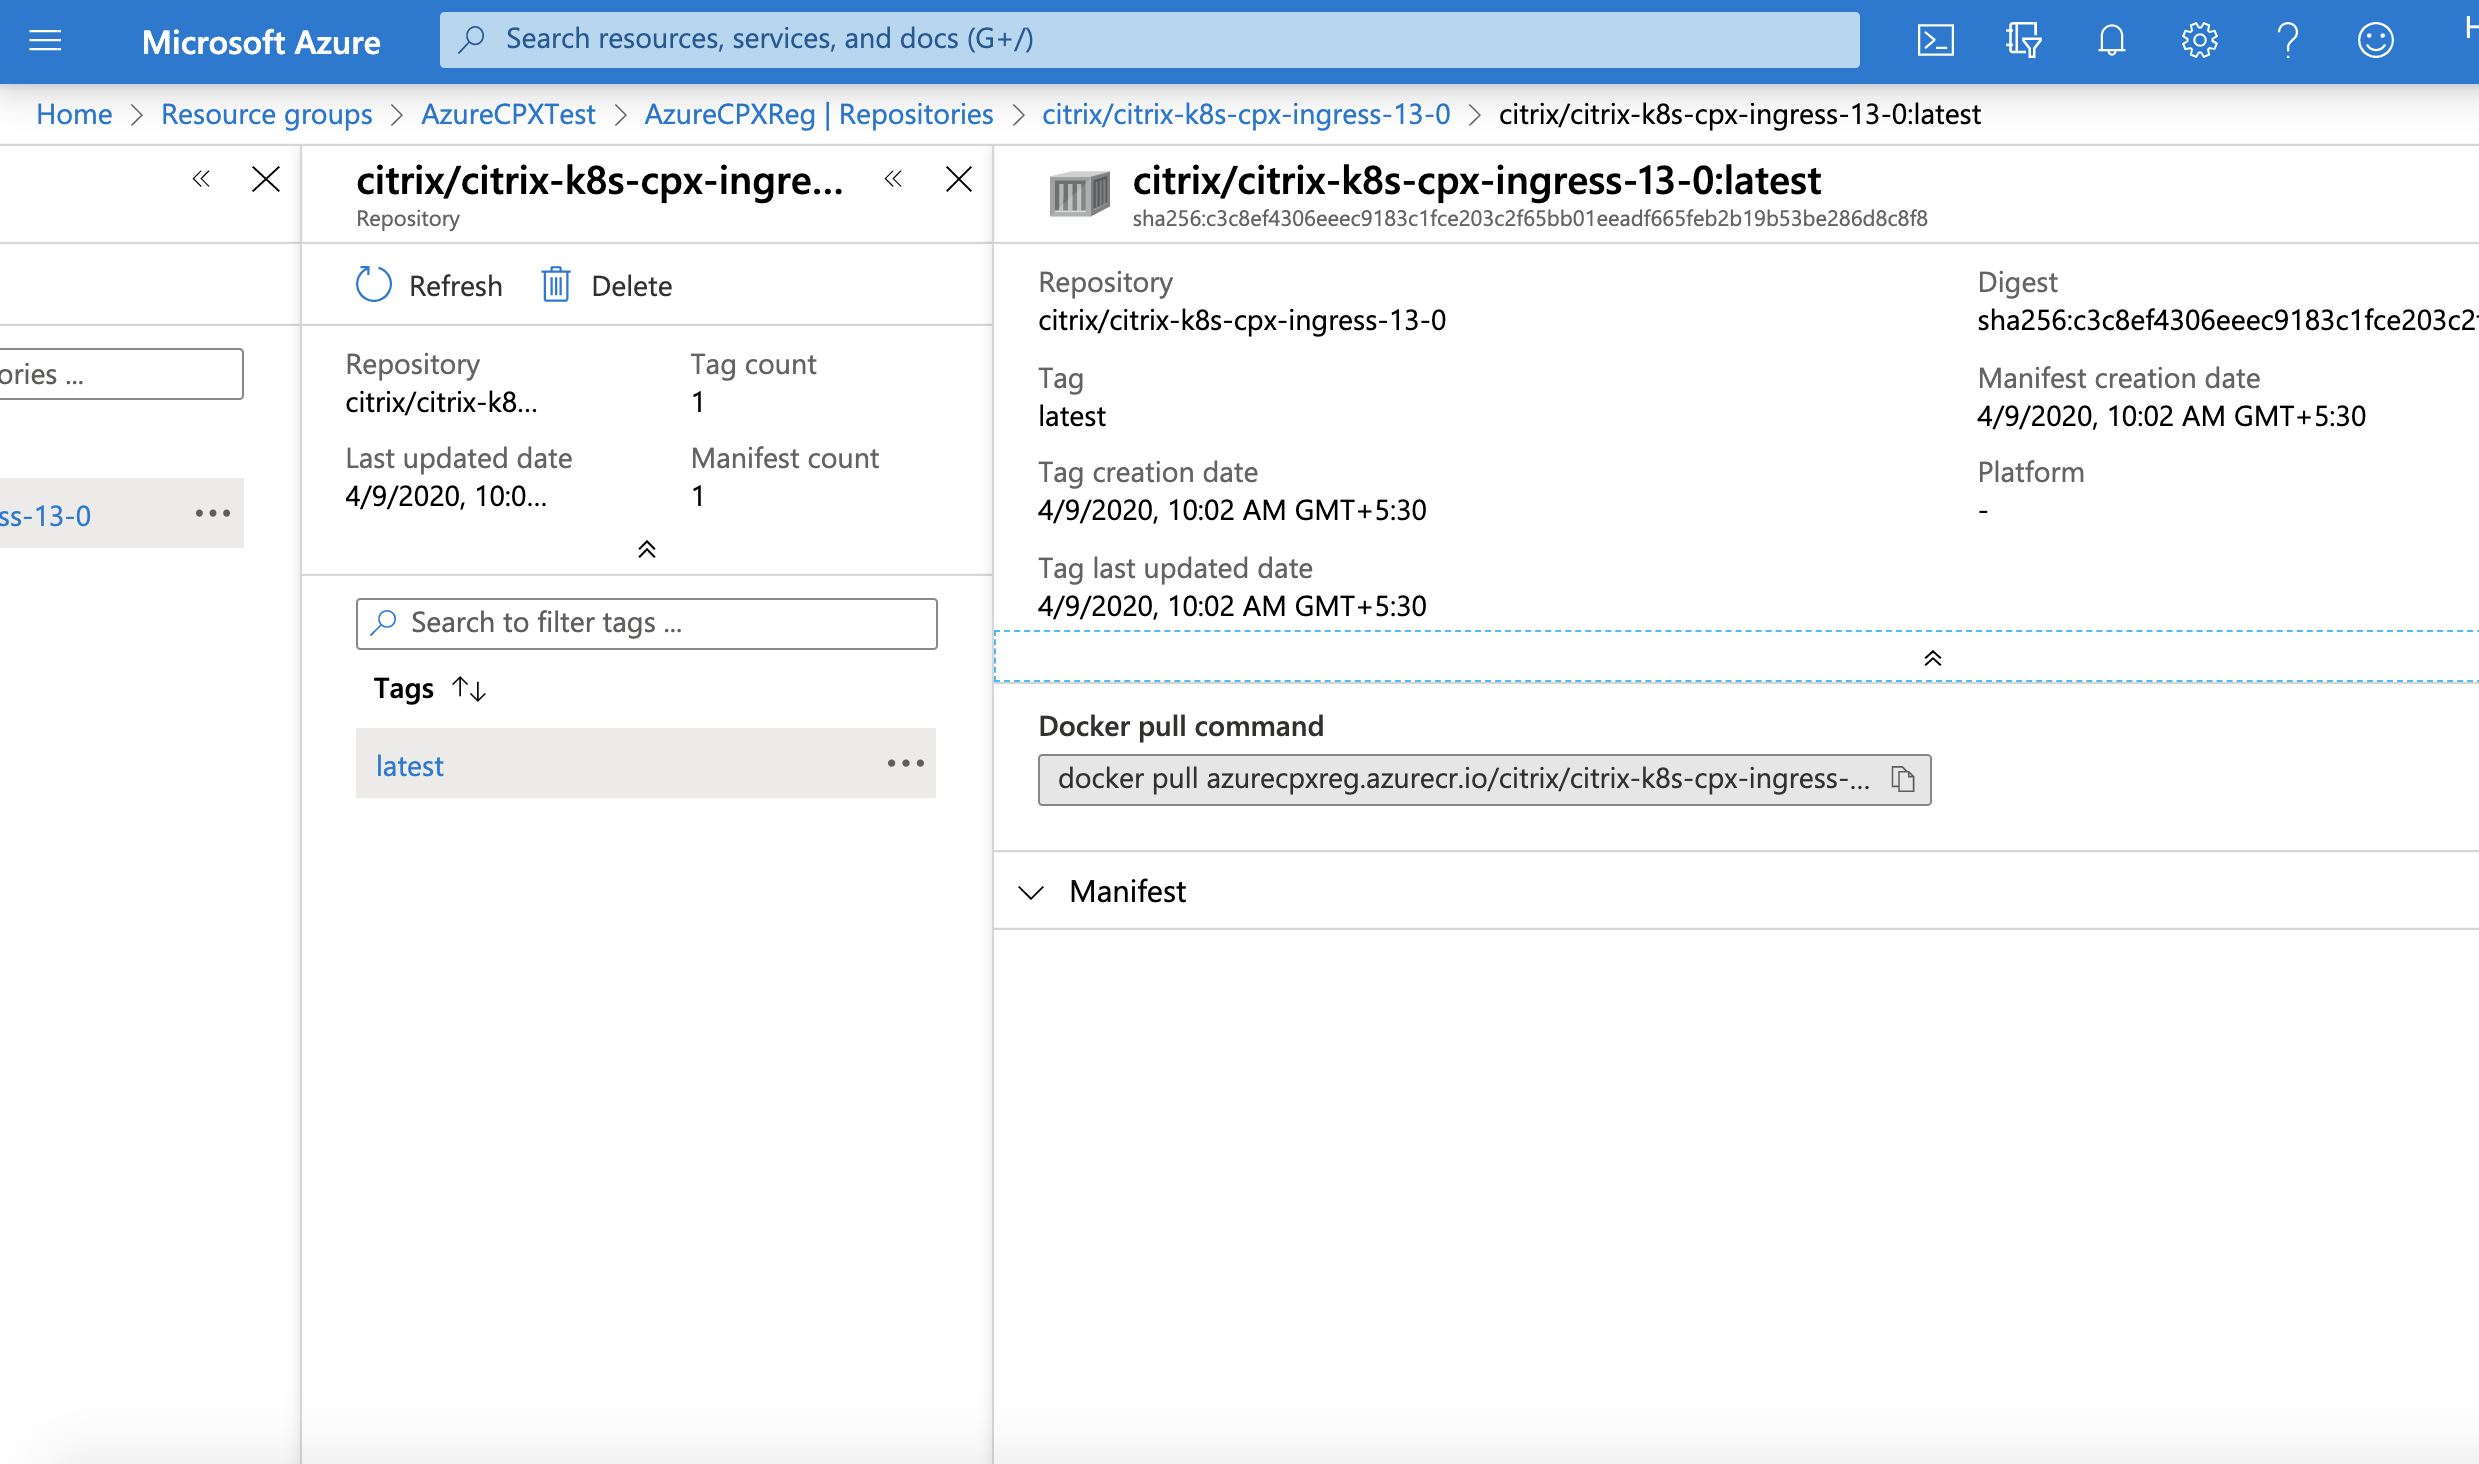 Microsoft Azure
Search resources, services, and docs (G+/)
H
Home > Resource groups > AzureCPXTest > AzureCPXReg | Repositories > citrix/citrix-k8s-cpx-ingress-13-0 > citrix/citrix-k8s-cpx-ingress-13-0:latest
ories ...
ss-13-0
citrix/citrix-k8s-cpx-ingre...
Repository
Refresh
Delete
Repository
citrix/citrix-k8...
Tag count
1
Last updated date
4/9/2020, 10:0...
Manifest count
1
Search to filter tags ...
Tags
latest
citrix/citrix-k8s-cpx-ingress-13-0:latest
sha256:c3c8ef4306eeec9183c1fce203c2f65bb01eeadf665feb2b19b53be286d8c8f8
Repository
citrix/citrix-k8s-cpx-ingress-13-0
Tag
latest
Tag creation date
4/9/2020, 10:02 AM GMT+5:30
Tag last updated date
4/9/2020, 10:02 AM GMT+5:30
Digest
sha256:c3c8ef4306eeec9183c1fce203c2
Manifest creation date
4/9/2020, 10:02 AM GMT+5:30
Platform
-
Docker pull command
docker pull azurecpxreg.azurecr.io/citrix/citrix-k8s-cpx-ingress-...
Manifest